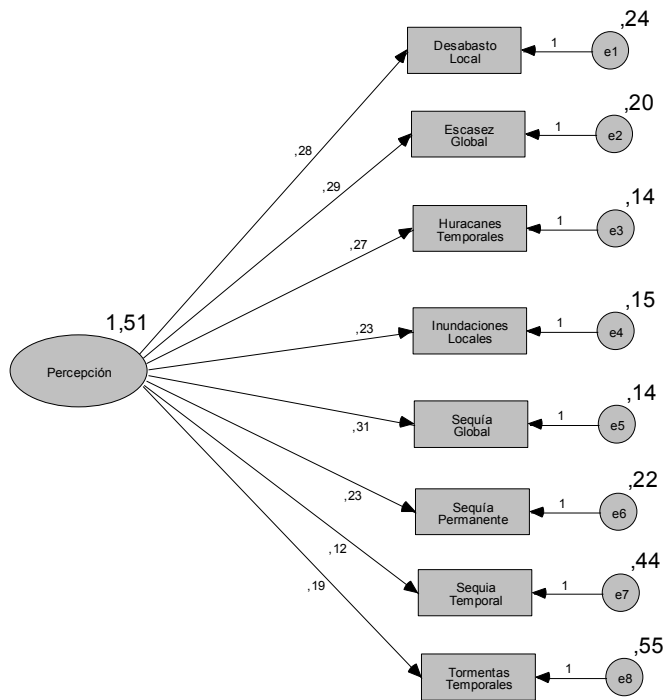 ,24
Desabasto
Local
1
e1
,28
,20
Escasez
Global
1
e2
,29
,14
Huracanes
Temporales
1
e3
,27
1,51
Percepción
,15
Inundaciones
Locales
1
e4
,23
,14
Sequía
Global
1
e5
,31
,22
Sequía
Permanente
1
e6
,23
,44
Sequia
Temporal
1
e7
,12
,55
Tormentas
Temporales
1
e8
,19